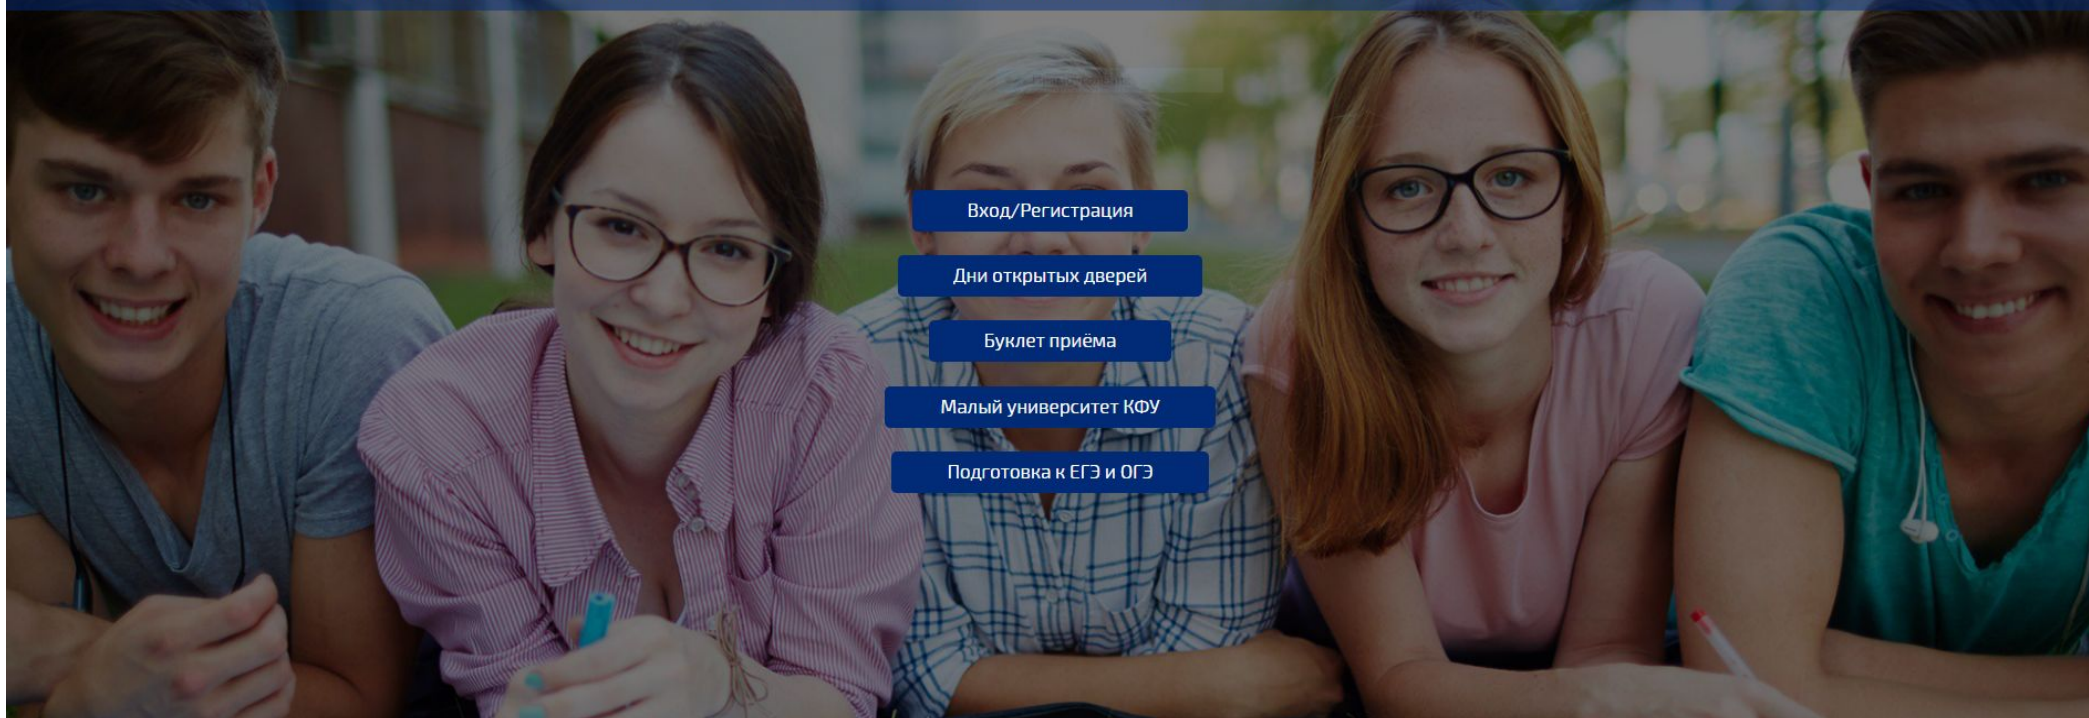 Вход/Регистрация
Дни открытых дверей
Буклет приёма
Малый университет КФУ
Подготовка к ЕГЭ и ОГЭ